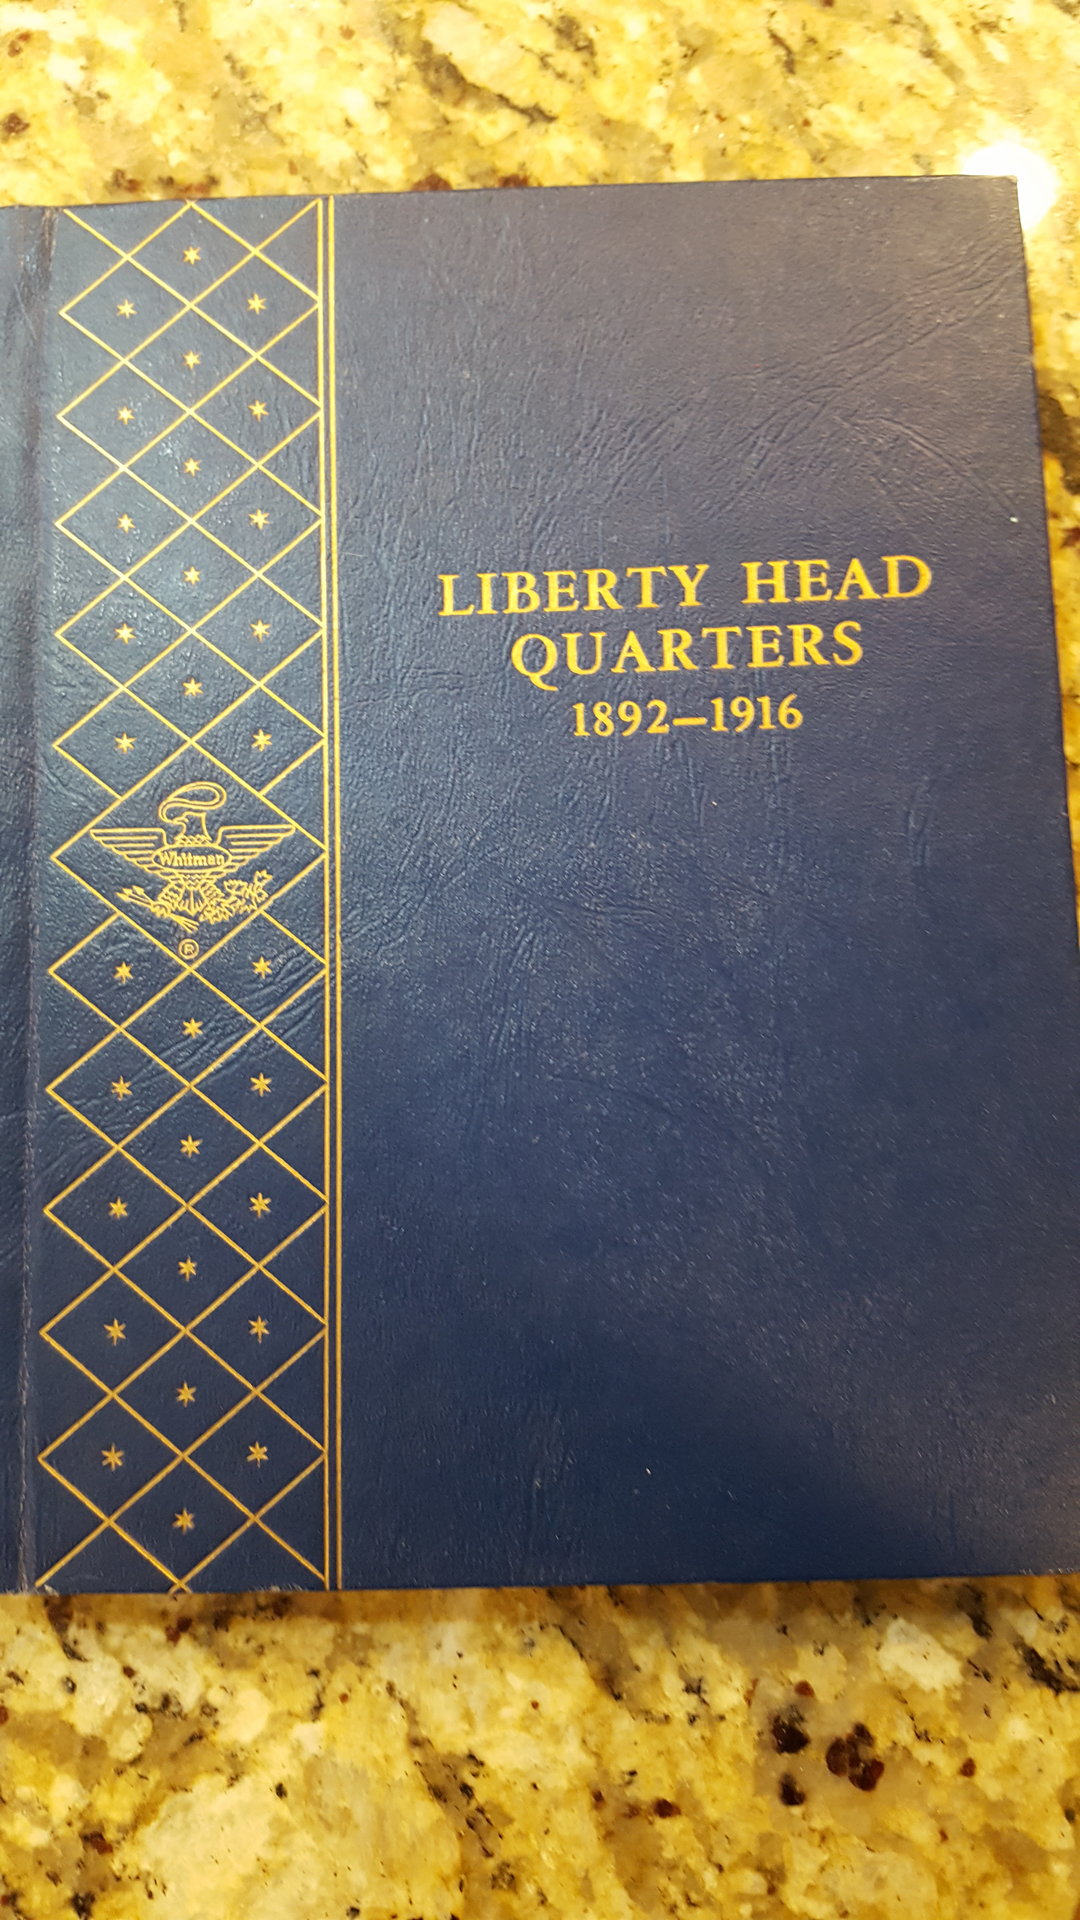 LIBERTY HEAD
QUARTERS
1892–1916
Whitman
®